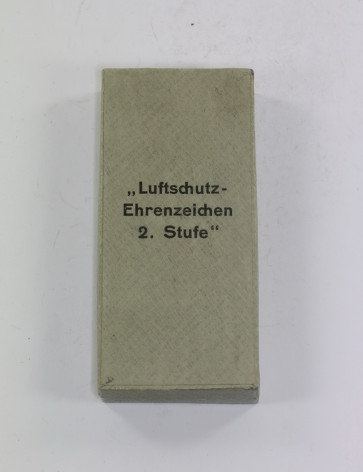 „Luftschutz-
Ehrenzeichen
2. Stufe“